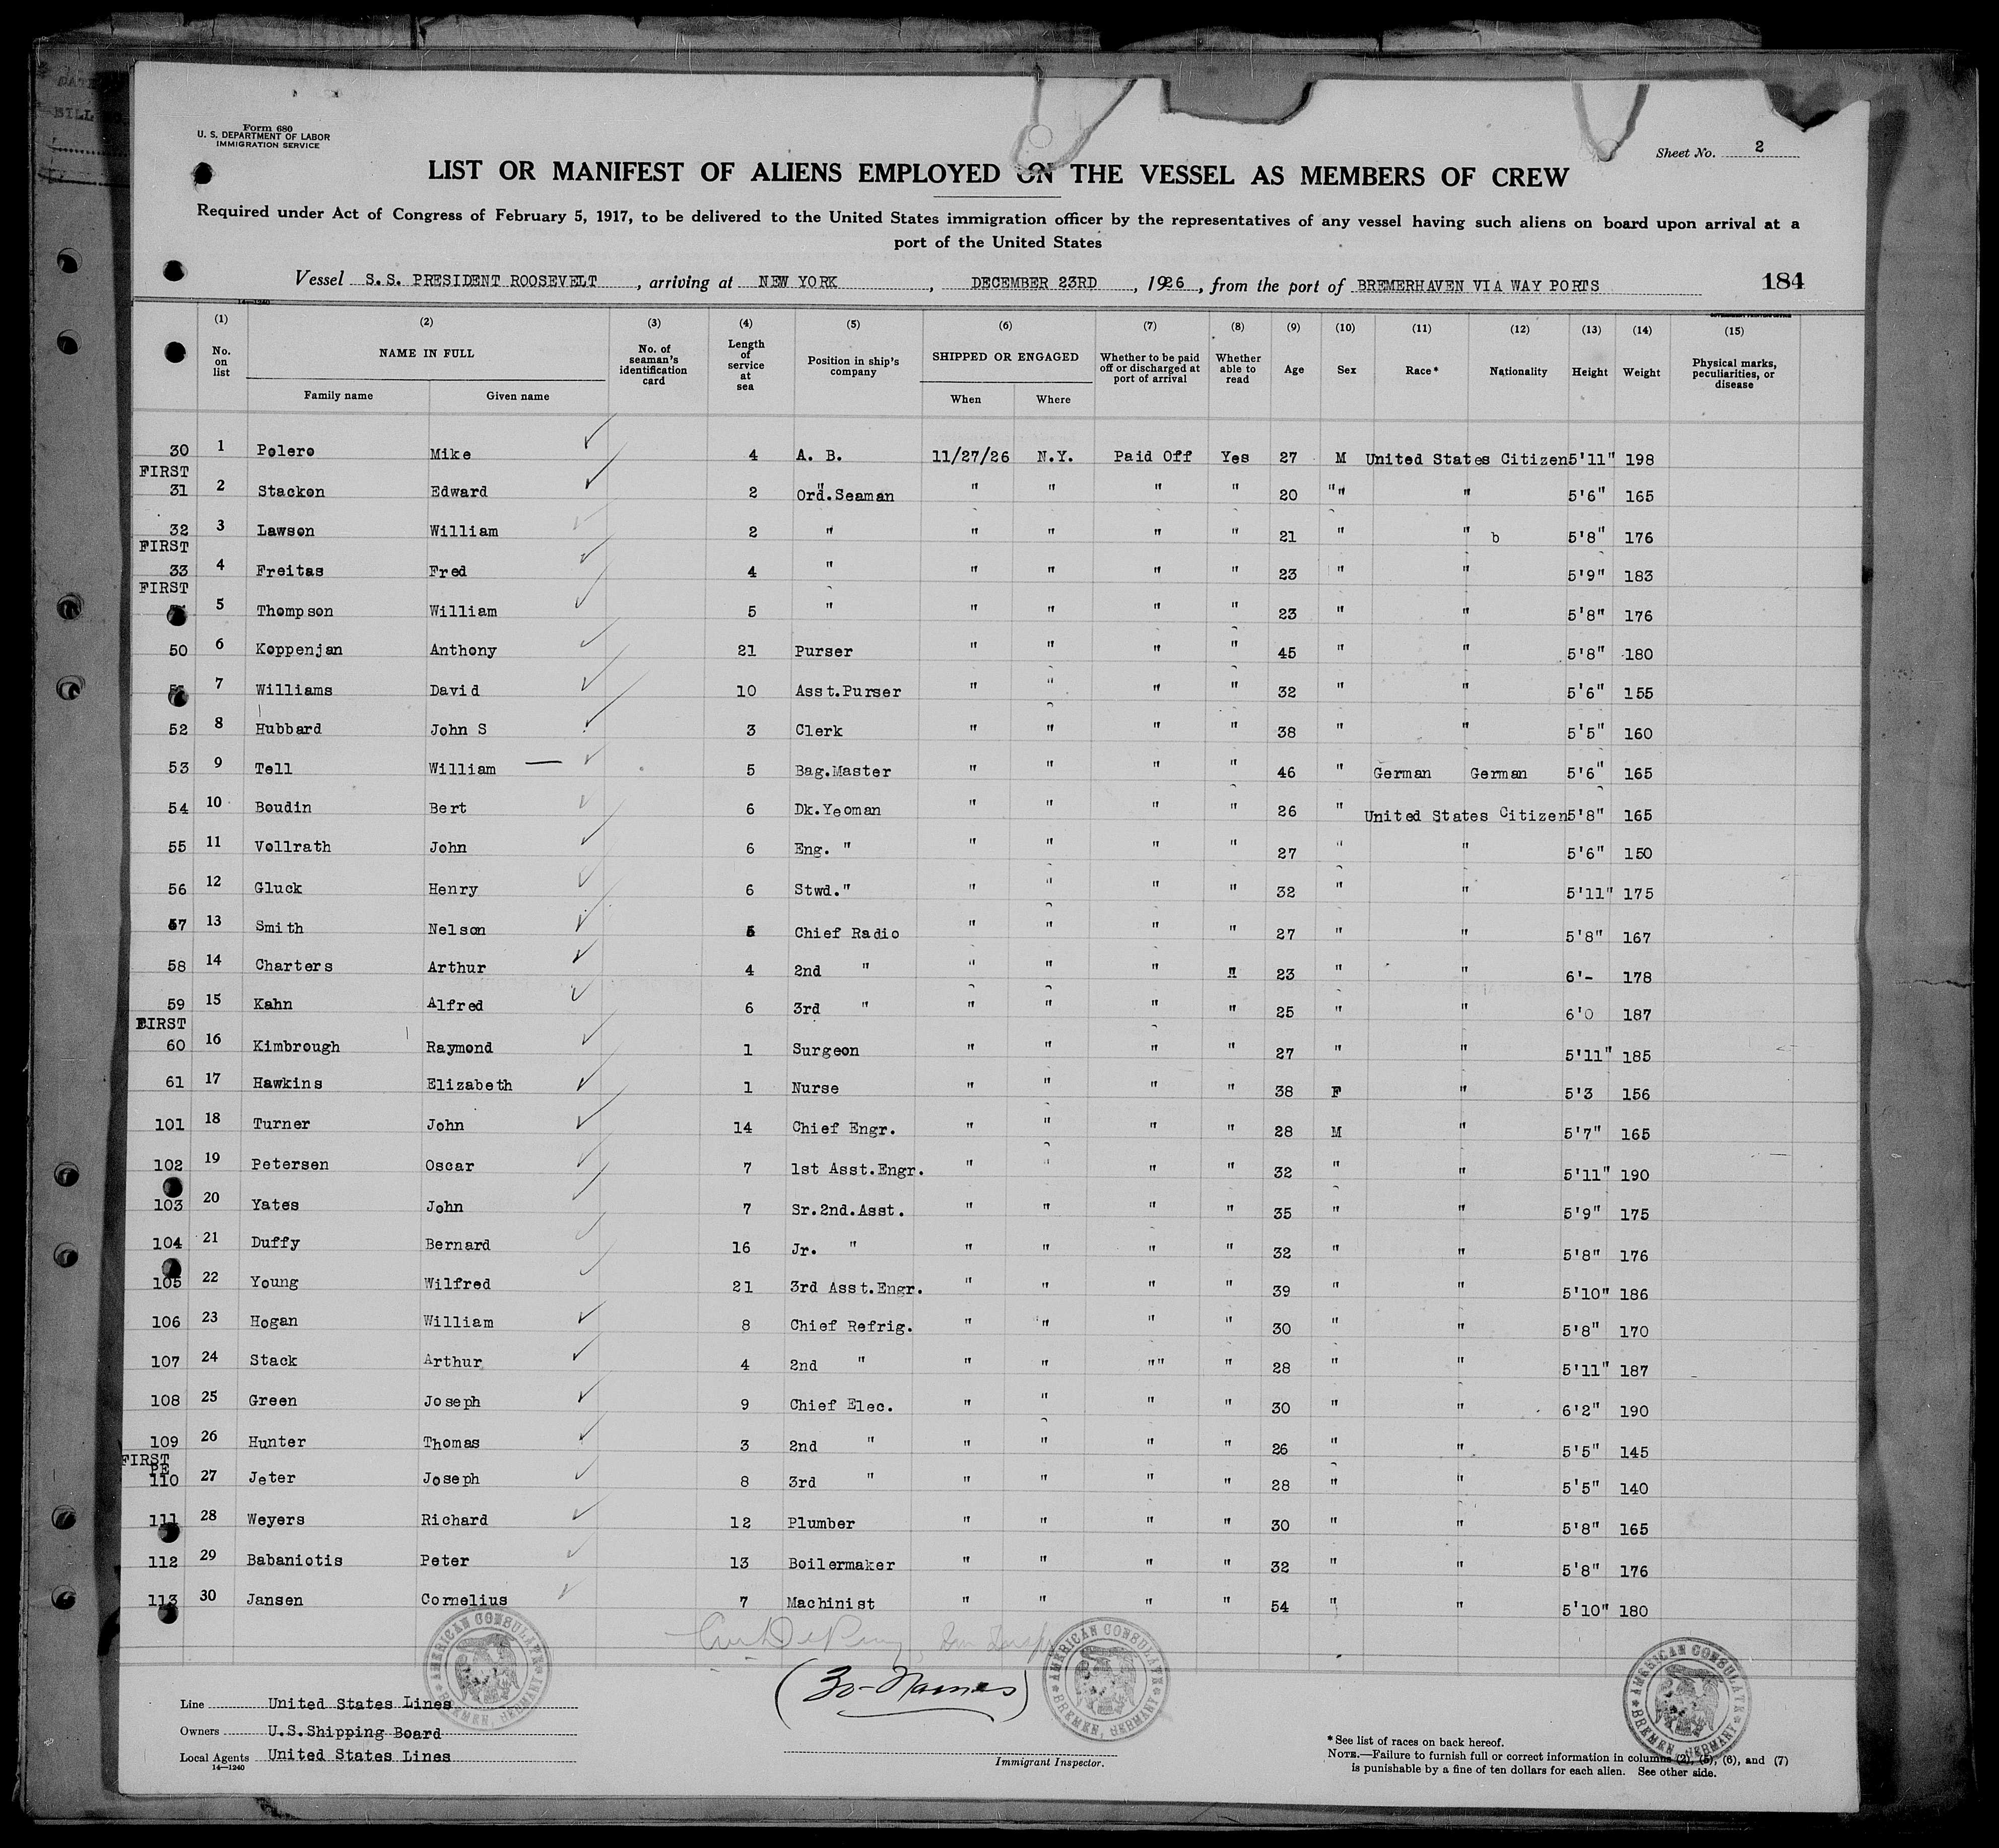 Form 680
U. S. DEPARTMENT OF LABOR
IMMIGRATION SERVICE
Sheet No. 2
LIST OR MANIFEST OF ALIENS EMPLOYED ON THE VESSEL AS MEMBERS OF CREW
Required under Act of Congress of February 5, 1917, to be delivered to the United States immigration officer by the representatives of any vessel having such aliens on board upon arrival at a
port of the United States
Vessel S.S. PRESIDENT ROOSEVELT, arriving at NEW YORK, DECEMBER 23RD, 1926, from the port of BREMERHAVEN VIA WAY PORTS 184
14-1240
(1) (2) (3) (4) (5) (6) (7) (8) (9) (10) (11) (12) (13) (14) (15)
No. on list NAME IN FULL Family name Given name No. of seaman's identification card Length of service at sea Position in ship's company SHIPPED OR ENGAGED When Where Whether to be paid off or discharged at port of arrival Whether able to read Age Sex Race* Nationality Height Weight Physical marks, peculiarities, or disease
30 1 Polero Mike 4 A. B. 11/27/26 N.Y. Paid Off Yes 27 M United States Citizen 5'11" 198
FIRST
31 2 Stacken Edward 2 Ord.Seaman " " " " 20 "" " 5'6" 165
32 3 Lawson William 2 " " " " " 21 " " b 5'8" 176
FIRST
33 4 Freitas Fred 4 " " " " " 23 " " 5'9" 183
FIRST
5 Thompson William 5 " " " " " 23 " " 5'8" 176
50 6 Koppenjan Anthony 21 Purser " " " " 45 " " 5'8" 180
7 Williams David 10 Asst.Purser " " " " 32 " " 5'6" 155
52 8 Hubbard John S 3 Clerk " " " " 38 " " 5'5" 160
53 9 Tell William 5 Bag.Master " " " " 46 " German German 5'6" 165
54 10 Boudin Bert 6 Dk.Yeoman " " " " 26 " United States Citizen 5'8" 165
55 11 Vollrath John 6 Eng. " " " " " 27 " " 5'6" 150
56 12 Gluck Henry 6 Stwd." " " " " 32 " " 5'11" 175
57 13 Smith Nelson 5 Chief Radio " " " " 27 " " 5'8" 167
58 14 Charters Arthur 4 2nd " " " " " 23 " " 6'- 178
59 15 Kahn Alfred 6 3rd " " " " " 25 " " 6'0 187
FIRST
60 16 Kimbrough Raymond 1 Surgeon " " " " 27 " " 5'11" 185
61 17 Hawkins Elizabeth 1 Nurse " " " " 38 F " 5'3 156
101 18 Turner John 14 Chief Engr. " " " " 28 M " 5'7" 165
102 19 Petersen Oscar 7 1st Asst.Engr. " " " " 32 " " 5'11" 190
103 20 Yates John 7 Sr.2nd.Asst. " " " " 35 " " 5'9" 175
104 21 Duffy Bernard 16 Jr. " " " " " 32 " " 5'8" 176
105 22 Young Wilfred 21 3rd Asst.Engr. " " " " 39 " " 5'10" 186
106 23 Hogan William 8 Chief Refrig. " " " " 30 " " 5'8" 170
107 24 Stack Arthur 4 2nd " " " "" " 28 " " 5'11" 187
108 25 Green Joseph 9 Chief Elec. " " " " 30 " " 6'2" 190
109 26 Hunter Thomas 3 2nd " " " " " 26 " " 5'5" 145
FIRST
PE
110 27 Jeter Joseph 8 3rd " " " " " 28 " " 5'5" 140
111 28 Weyers Richard 12 Plumber " " " " 30 " " 5'8" 165
112 29 Babaniotis Peter 13 Boilermaker " " " " 32 " " 5'8" 176
113 30 Jansen Cornelius 7 Machinist " " " " 54 " " 5'10" 180
(30-Names)
AMERICAN CONSULATE BREMEN, GERMANY
AMERICAN CONSULATE BREMEN, GERMANY
AMERICAN CONSULATE BREMEN, GERMANY
Line United States Lines
Owners U.S.Shipping Board
Local Agents United States Lines
14-1240
Immigrant Inspector.
*See list of races on back hereof.
NOTE.—Failure to furnish full or correct information in columns (2), (5), (6), and (7)
is punishable by a fine of ten dollars for each alien. See other side.